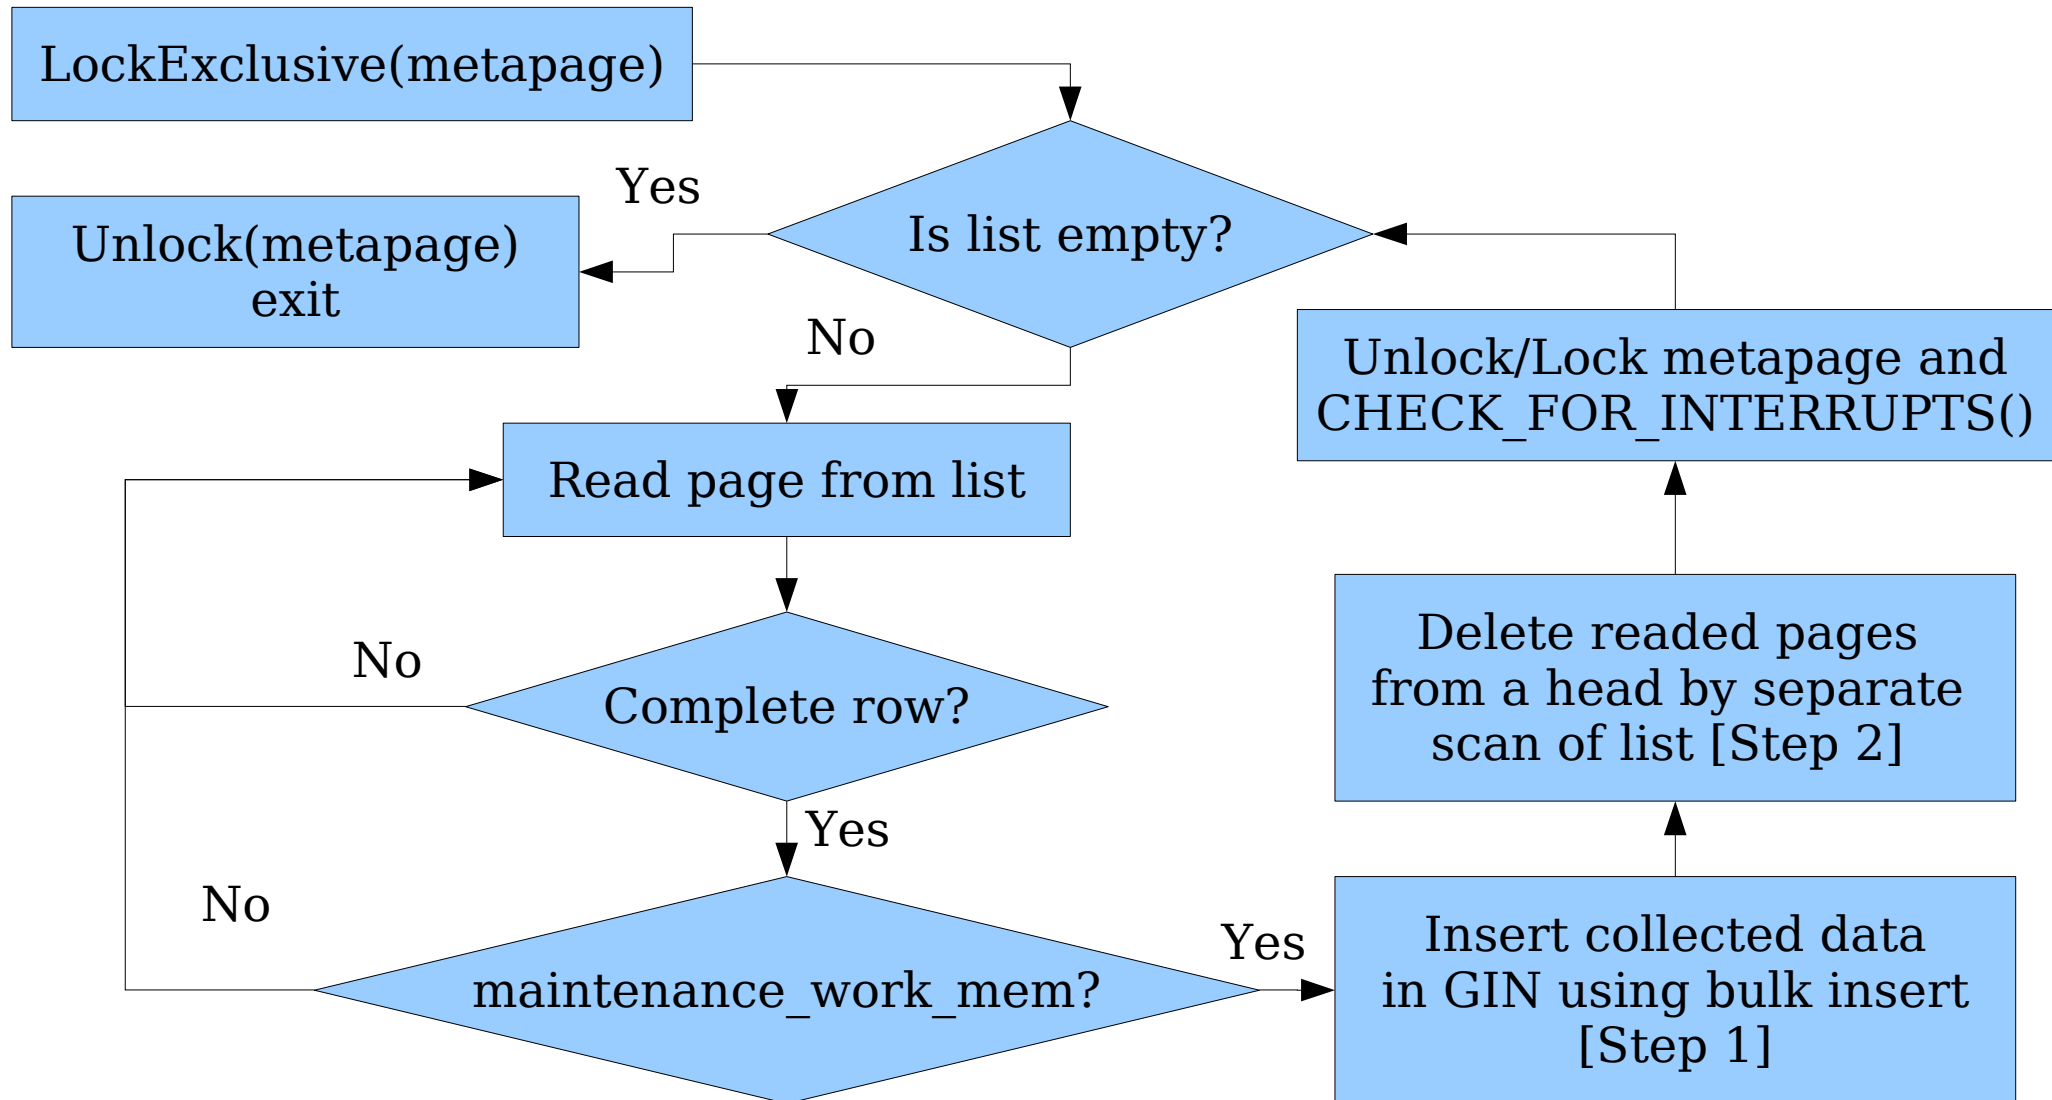 LockExclusive(metapage)
Yes
Is list empty?
Unlock(metapage)
exit
No
Unlock/Lock metapage and
CHECK_FOR_INTERRUPTS()
Read page from list
No
Complete row?
Delete readed pages
from a head by separate
scan of list [Step 2]
Yes
No
maintenance_work_mem?
Yes
Insert collected data
in GIN using bulk insert
[Step 1]